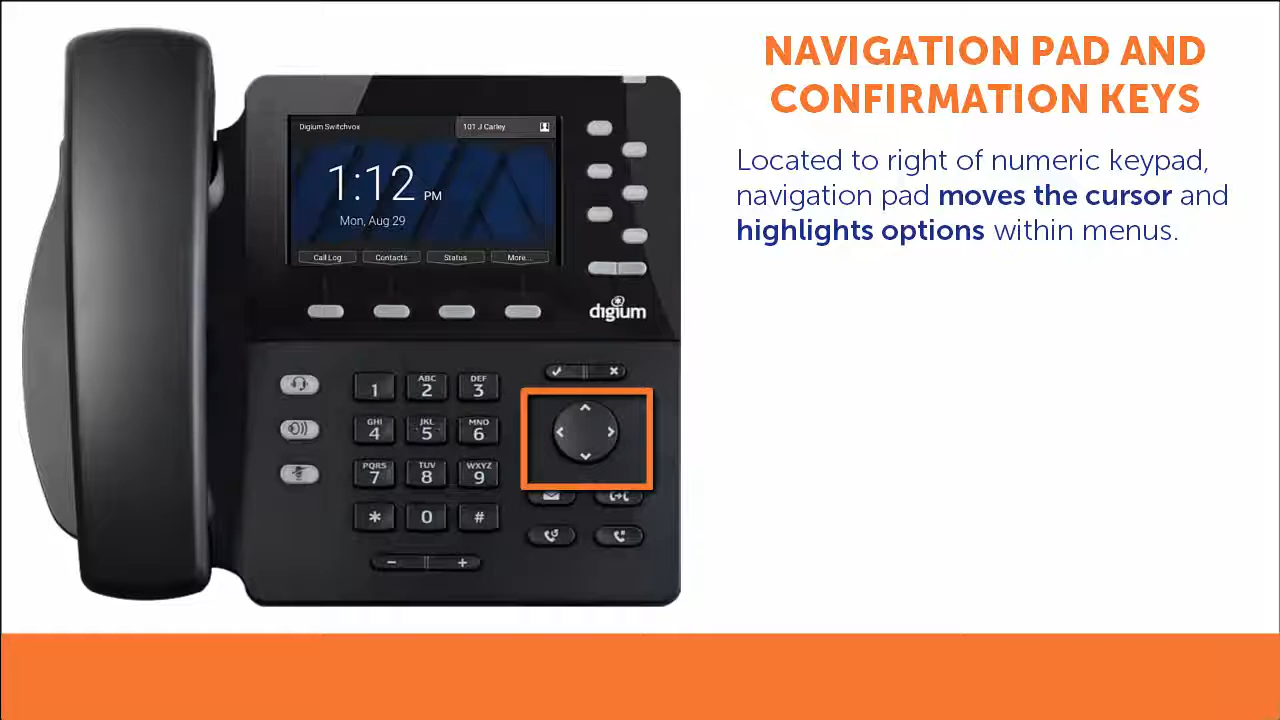 NAVIGATION PAD AND
CONFIRMATION KEYS
Located to right of numeric keypad,
navigation pad moves the cursor and
highlights options within menus.
Digium Switchvox
101 J Carley
1:12 PM
Mon, Aug 29
Call Log Contacts Status More...
digium
1 ABC 2 DEF 3
GHI 4 JKL 5 MNO 6
PQRS 7 TUV 8 WXYZ 9
* 0 #
- +